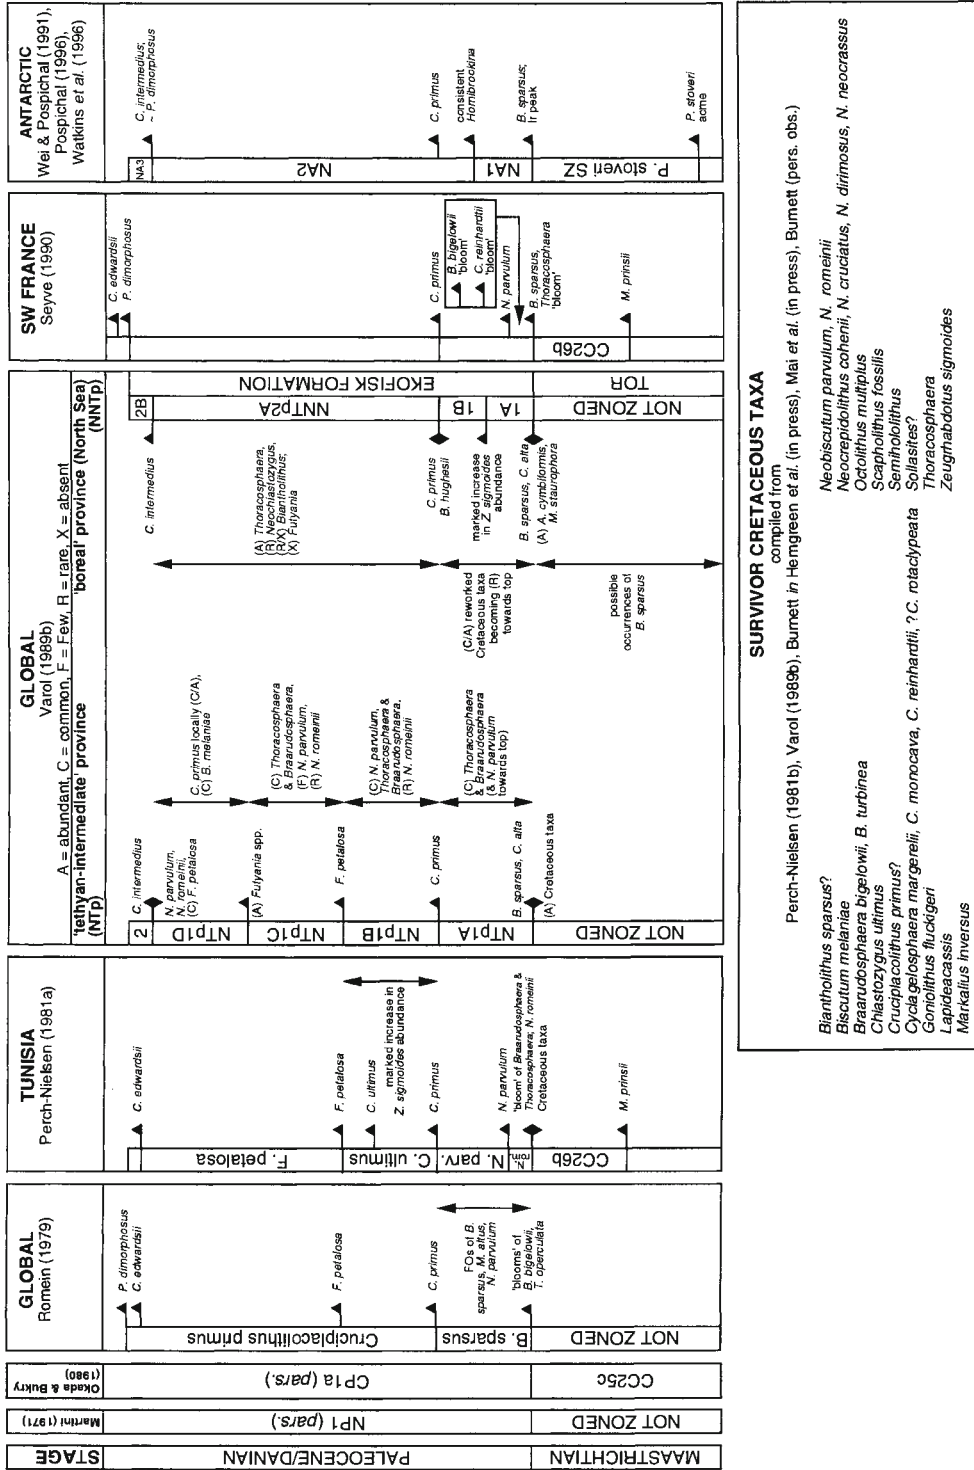 STAGE
PALEOCENE/DANIAN
MAASTRICHTIAN
Martini (1971)
NP1 (pars.)
NOT ZONED
Okada & Bukry
(1980)
CP1a (pars.)
CC25c
GLOBAL
Romein (1979)
Cruciplacolithus primus
B. sparsus
NOT ZONED
P. dimorphosus
C. edwardsii
F. petalosa
C. primus
FOs of B.
sparsus, M. altus,
N. parvulum
'blooms' of
B. bigelowii,
T. operculata
TUNISIA
Perch-Nielsen (1981a)
F. petalosa
C. ultimus
N. parv.
N. rom.
CC26b
C. edwardsii
F. petalosa
C. ultimus
marked increase in
Z. sigmoides abundance
C. primus
N. parvulum
'bloom' of Braarudosphaera &
Thoracosphaera; N. romeinii
Cretaceous taxa
M. prinsii
GLOBAL
Varol (1989b)
A = abundant, C = common, F = Few, R = rare, X = absent
'tethyan-intermediate' province
(NTp)
'boreal' province (North Sea)
(NNTp)
2
NTp1D
NTp1C
NTp1B
NTp1A
NOT ZONED
C. intermedius
N. parvulum,
N. romeinii,
(C) F. petalosa
(A) Futyania spp.
F. petalosa
C. primus
B. sparsus, C. alta
(A) Cretaceous taxa
C. primus locally (C/A),
(C) B. melaniae
(C) Thoracosphaera
& Braarudosphaera,
(F) N. parvulum,
(R) N. romeinii
(C) N. parvulum,
Thoracosphaera &
Braarudosphaera,
(R) N. romeinii
(C) Thoracosphaera
& Braarudosphaera
(& N. parvulum
towards top)
C. intermedius
(A) Thoracosphaera,
(R) Neochiastozygus,
(R/X) Biantholithus;
(X) Futyania
C. primus
B. hughesii
marked increase
in Z sigmoides
abundance
(C/A) reworked
Cretaceous taxa
becoming (R)
towards top
B. sparsus, C. alta
(A) A. cymbiformis,
M. staurophora
possible
occurrences of
B. sparsus
2B
NNTp2A
1B
1A
NOT ZONED
EKOFISK FORMATION
TOR
SW FRANCE
Seyve (1990)
CC26b
C. edwardsii
P. dimorphosus
C. primus
B. bigelowii
'bloom'
C. reinhardtii
'bloom'
N. parvulum
B. sparsus,
Thoracosphaera
'bloom'
M. prinsii
ANTARCTIC
Wei & Pospichal (1991),
Pospichal (1996),
Watkins et al. (1996)
NA3
NA2
NA1
P. stoveri SZ
C. intermedius;
~ P. dimorphosus
C. primus
consistent
Hornibrookina
B. sparsus;
Ir peak
P. stoveri
acme
SURVIVOR CRETACEOUS TAXA
compiled from
Perch-Nielsen (1981b), Varol (1989b), Burnett in Herngreen et al. (in press), Mai et al. (in press), Burnett (pers. obs.)
Biantholithus sparsus?
Biscutum melaniae
Braarudosphaera bigelowii, B. turbinea
Chiastozygus ultimus
Cruciplacolithus primus?
Cyclagelosphaera margerelii, C. monocava, C. reinhardtii, ?C. rotaclypeata
Goniolithus fluckigeri
Lapideacassis
Markalius inversus
Neobiscutum parvulum, N. romeinii
Neocrepidolithus cohenii, N. cruciatus, N. dirimosus, N. neocrassus
Octolithus multiplus
Scapholithus fossilis
Semihololithus
Sollasites?
Thoracosphaera
Zeugrhabdotus sigmoides